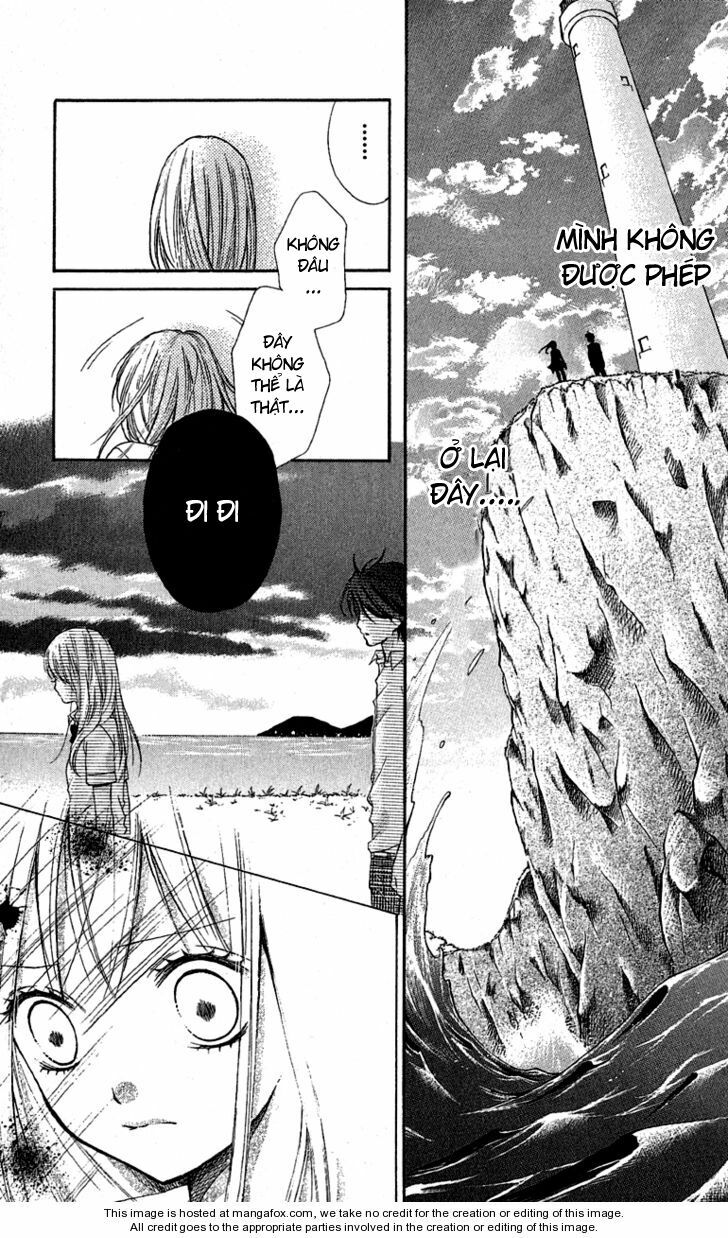 MÌNH KHÔNG
ĐƯỢC PHÉP
Ở LẠI
ĐÂY.....
......
KHÔNG
ĐÂU
...
ĐÂY
KHÔNG
THỂ LÀ
THẬT...
ĐI ĐI
This image is hosted at mangafox.com, we take no credit for the creation or editing of this image.
All credit goes to the appropriate parties involved in the creation or editing of this image.